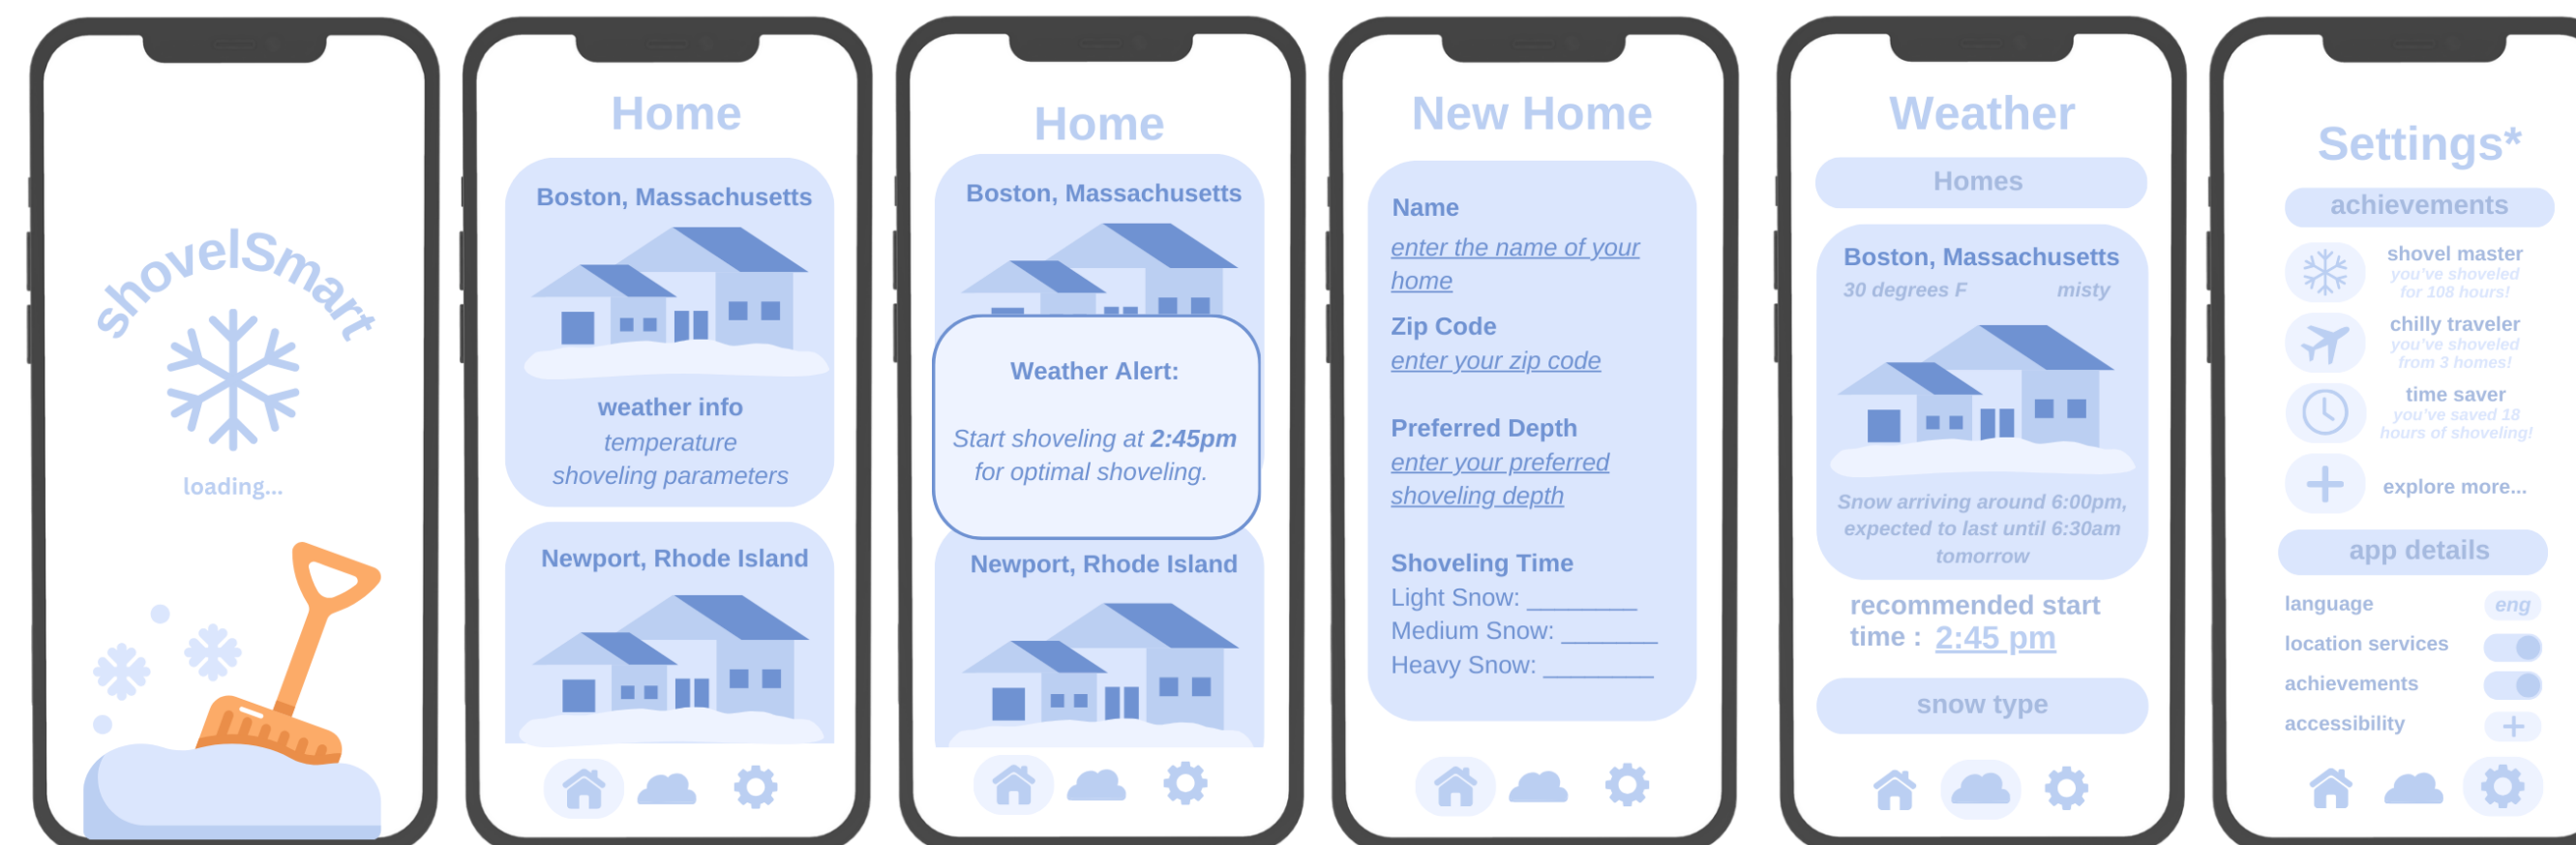 shovelSmart
loading...
Home
Boston, Massachusetts
weather info
temperature
shoveling parameters
Newport, Rhode Island
Home
Boston, Massachusetts
Weather Alert:
Start shoveling at 2:45pm
for optimal shoveling.
Newport, Rhode Island
New Home
Name
enter the name of your
home
Zip Code
enter your zip code
Preferred Depth
enter your preferred
shoveling depth
Shoveling Time
Light Snow: ________
Medium Snow: _______
Heavy Snow: ________
Weather
Homes
Boston, Massachusetts
30 degrees F misty
Snow arriving around 6:00pm,
expected to last until 6:30am
tomorrow
recommended start
time : 2:45 pm
snow type
Settings*
achievements
shovel master
you've shoveled
for 108 hours!
chilly traveler
you've shoveled
from 3 homes!
time saver
you've saved 18
hours of shoveling!
explore more...
app details
language eng
location services
achievements
accessibility